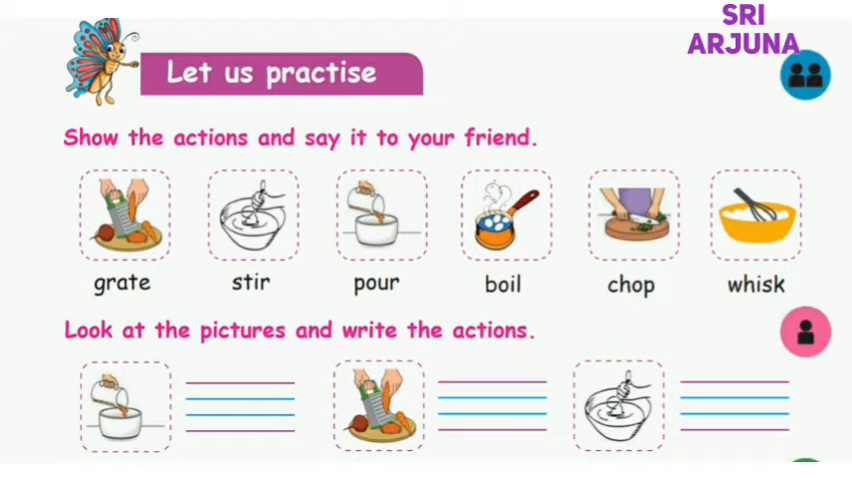 SRI
ARJUNA
Let us practise
Show the actions and say it to your friend.
grate stir pour boil chop whisk
Look at the pictures and write the actions.